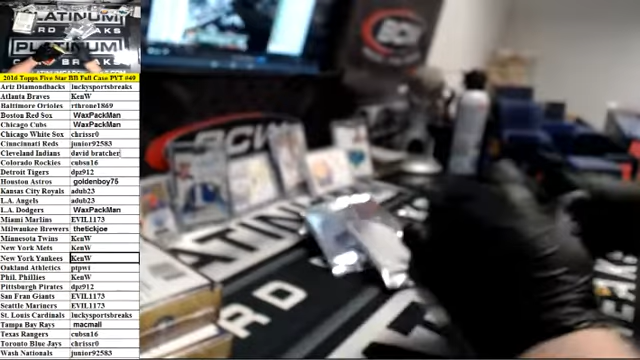 PLATINUM
CARD BREAKS
PLATINUM
CARD BREAKS
2016 Topps Five Star BB Full Case PYT #49
Ariz Diamondbacks luckysportsbreaks
Atlanta Braves KenW
Baltimore Orioles rthrone1869
Boston Red Sox WaxPackMan
Chicago Cubs WaxPackMan
Chicago White Sox chrissr0
Cincinnati Reds junior92583
Cleveland Indians david bratcher
Colorado Rockies cubsn16
Detroit Tigers dpz912
Houston Astros goldenboy75
Kansas City Royals adub23
L.A. Angels adub23
L.A. Dodgers WaxPackMan
Miami Marlins EVIL1173
Milwaukee Brewers thetickjoe
Minnesota Twins KenW
New York Mets KenW
New York Yankees KenW
Oakland Athletics ptpwi
Phil. Phillies KenW
Pittsburgh Pirates dpz912
San Fran Giants EVIL1173
Seattle Mariners EVIL1173
St. Louis Cardinals luckysportsbreaks
Tampa Bay Rays macmail
Texas Rangers cubsn16
Toronto Blue Jays chrissr0
Wash Nationals junior92583
BCW